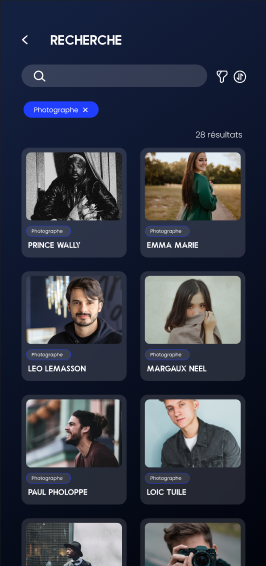 RECHERCHE
Photographe ×
28 résultats
Photographe
PRINCE WALLY
Photographe
EMMA MARIE
Photographe
LEO LEMASSON
Photographe
MARGAUX NEEL
Photographe
PAUL PHOLOPPE
Photographe
LOIC TUILE